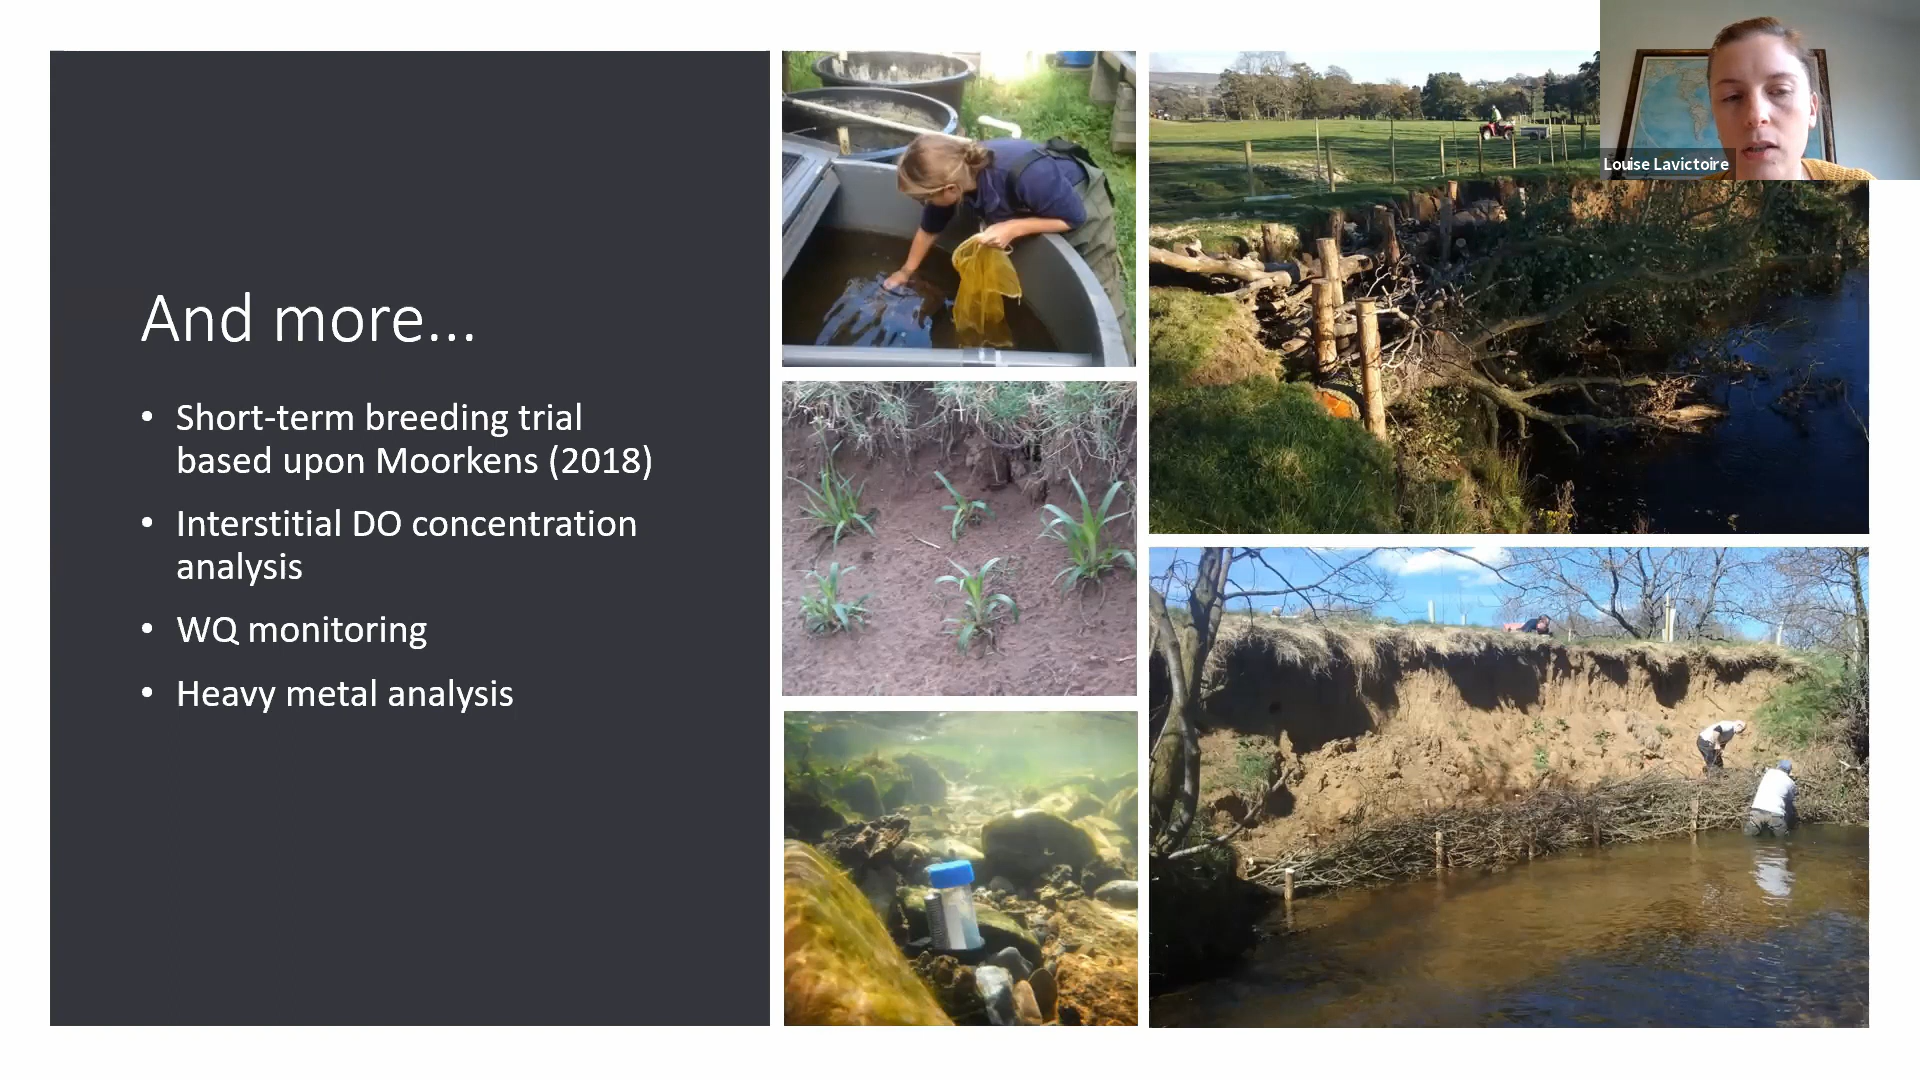 Louise Lavictoire
And more...
• Short-term breeding trial
based upon Moorkens (2018)
• Interstitial DO concentration
analysis
• WQ monitoring
• Heavy metal analysis